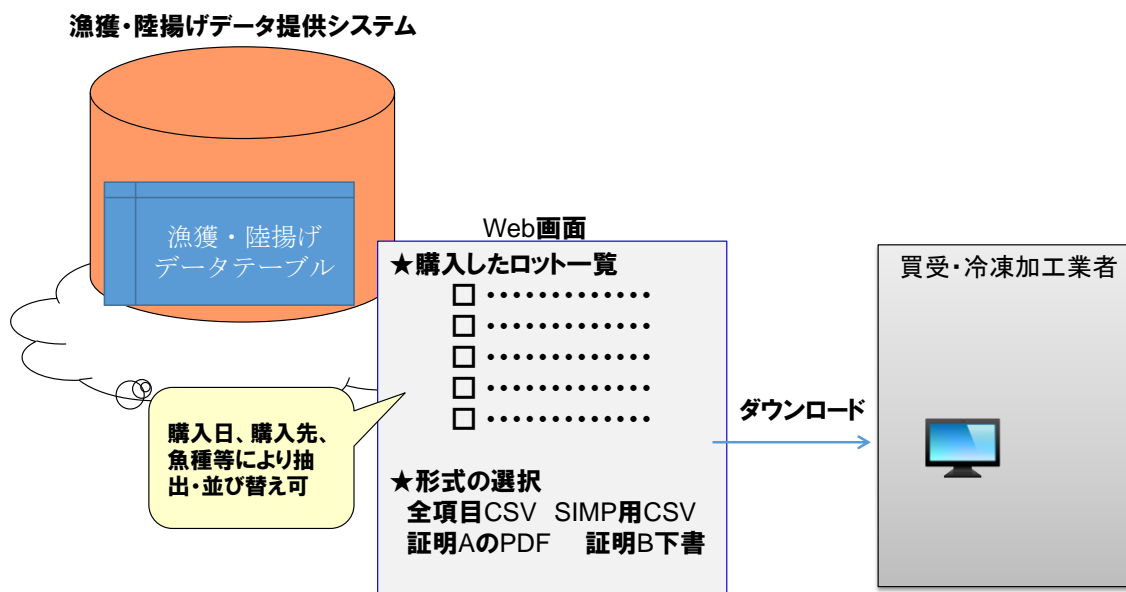 漁獲・陸揚げデータ提供システム
漁獲・陸揚げ
データテーブル
Web画面
★購入したロット一覧
□ ・・・・・・・・・・・・・
□ ・・・・・・・・・・・・・
□ ・・・・・・・・・・・・・
□ ・・・・・・・・・・・・・
□ ・・・・・・・・・・・・・
購入日、購入先、
魚種等により抽
出・並び替え可
★形式の選択
全項目CSV SIMP用CSV
証明AのPDF 証明B下書
ダウンロード
買受・冷凍加工業者